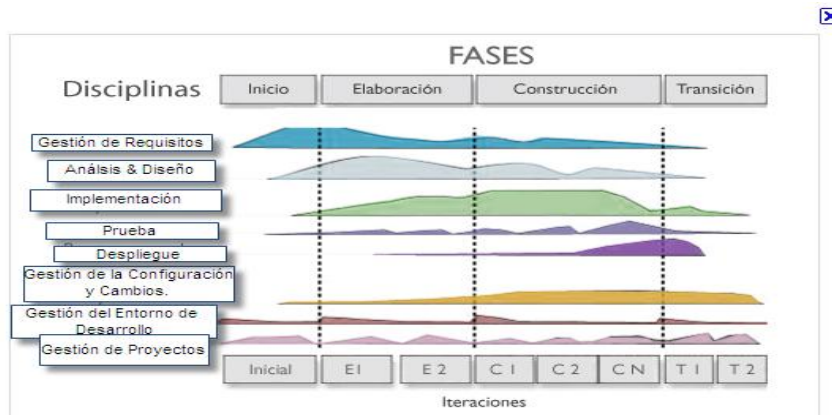 FASES
Disciplinas
Inicio
Elaboración
Construcción
Transición
Gestión de Requisitos
Análsis & Diseño
Implementación
Prueba
Despliegue
Gestión de la Configuración
y Cambios.
Gestión del Entorno de
Desarrollo
Gestión de Proyectos
Inicial
E1
E 2
C 1
C 2
C N
T 1
T 2
Iteraciones